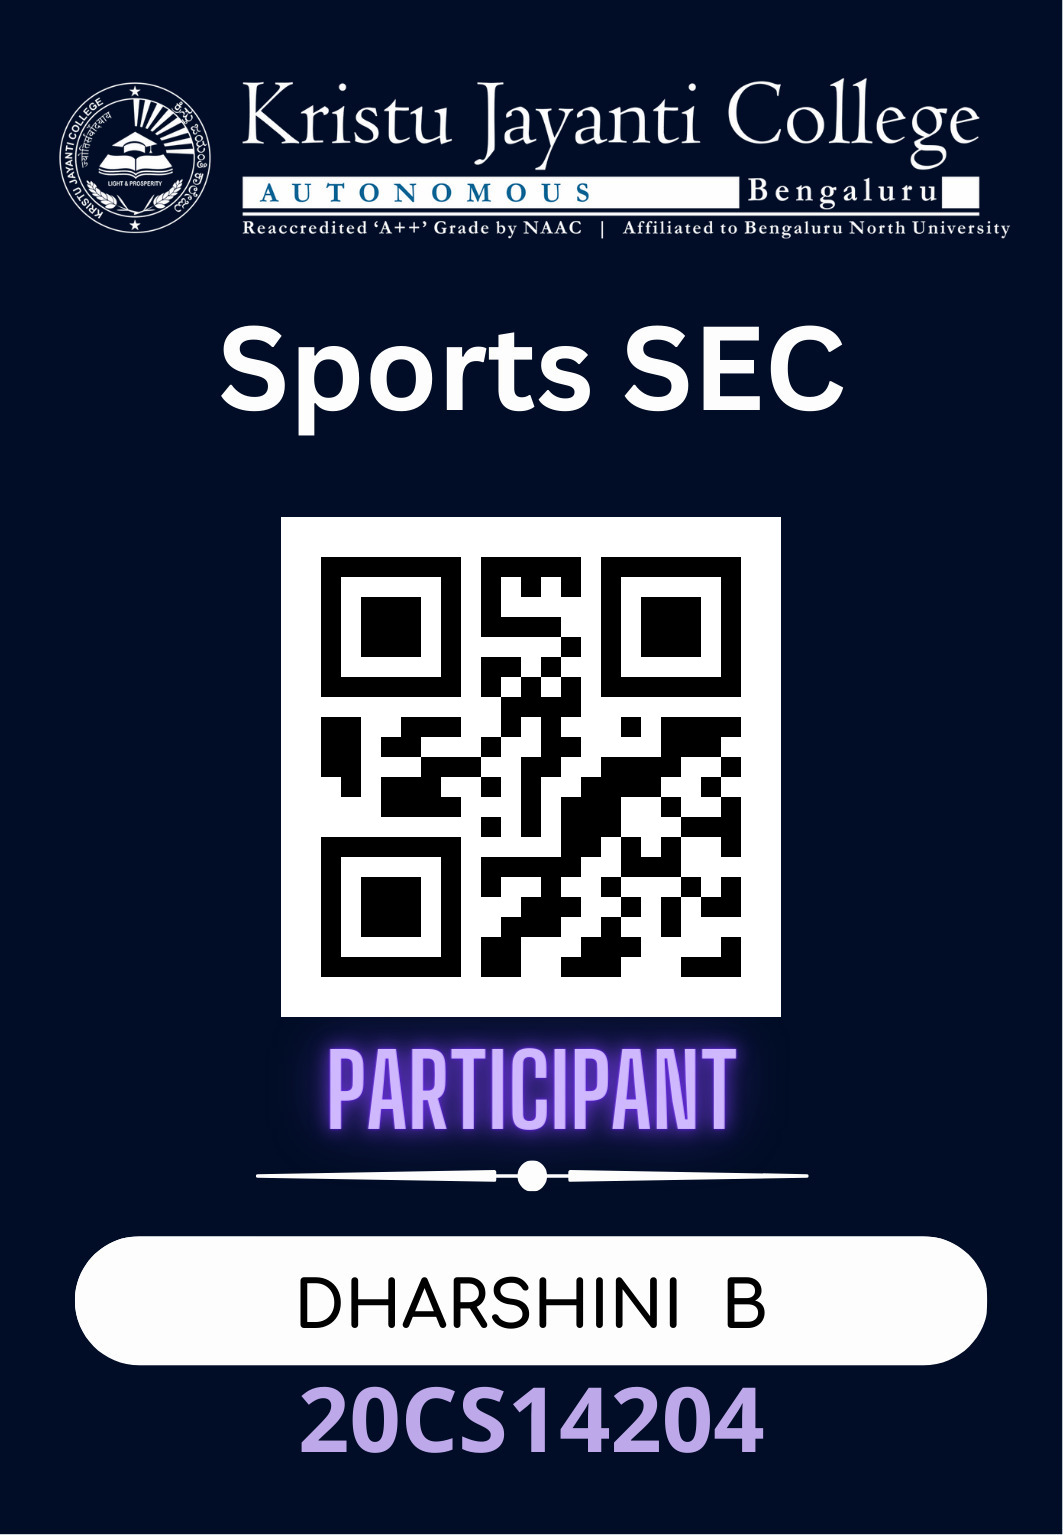 KRISTU JAYANTI COLLEGE
ज्योतिर्संवादयाय
LIGHT & PROSPERITY
Kristu Jayanti College
AUTONOMOUS Bengaluru
Reaccredited ‘A++’ Grade by NAAC | Affiliated to Bengaluru North University
Sports SEC
PARTICIPANT
DHARSHINI B
20CS14204